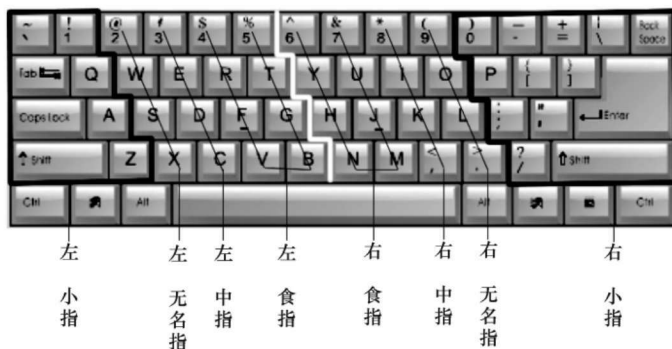 ~ ! @ # $ % ^ & * ( ) — + | Back
` 1 2 3 4 5 6 7 8 9 0 - = \ Space
Tab Q W E R T Y U I O P { [ } ]
Caps Lock A S D F G H J K L : ; " ' Enter
Shift Z X C V B N M < , > . ? / Shift
Ctrl Alt Alt Ctrl
左小指 左无名指 左中指 左食指 右食指 右中指 右无名指 右小指